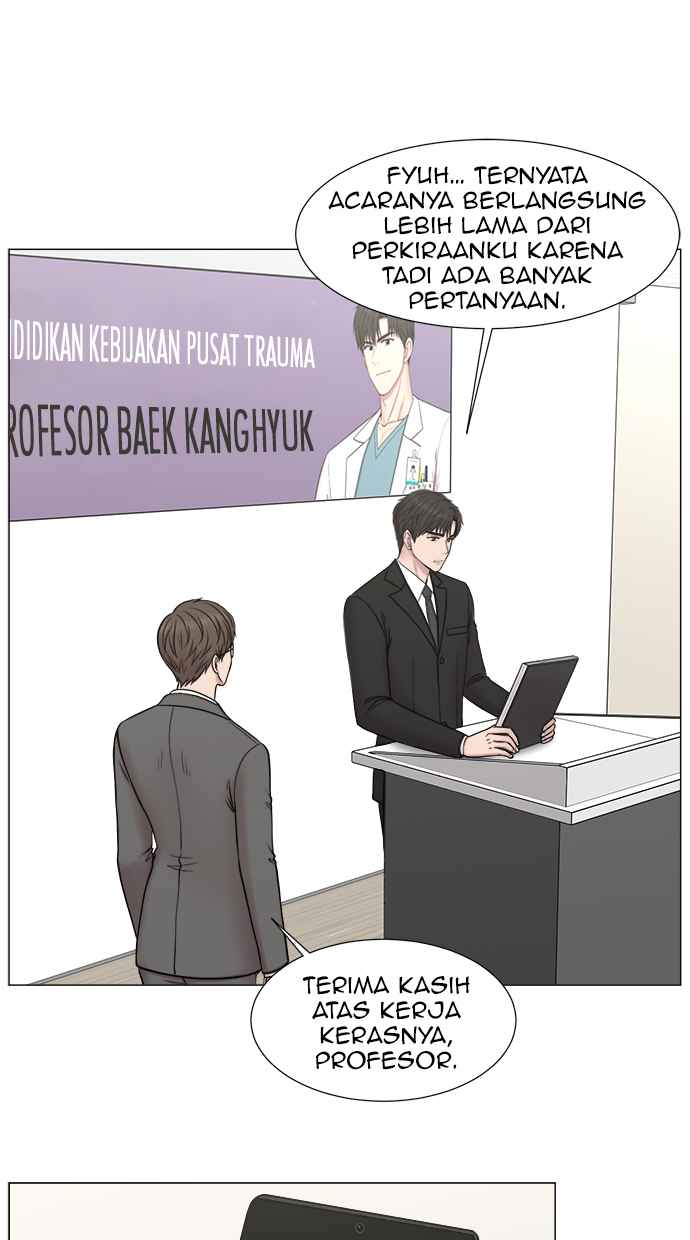 FYUH... TERNYATA
ACARANYA BERLANGSUNG
LEBIH LAMA DARI
PERKIRAANKU KARENA
TADI ADA BANYAK
PERTANYAAN.
DIDIKAN KEBIJAKAN PUSAT TRAUMA
ROFESOR BAEK KANGHYUK
TERIMA KASIH
ATAS KERJA
KERASNYA,
PROFESOR.